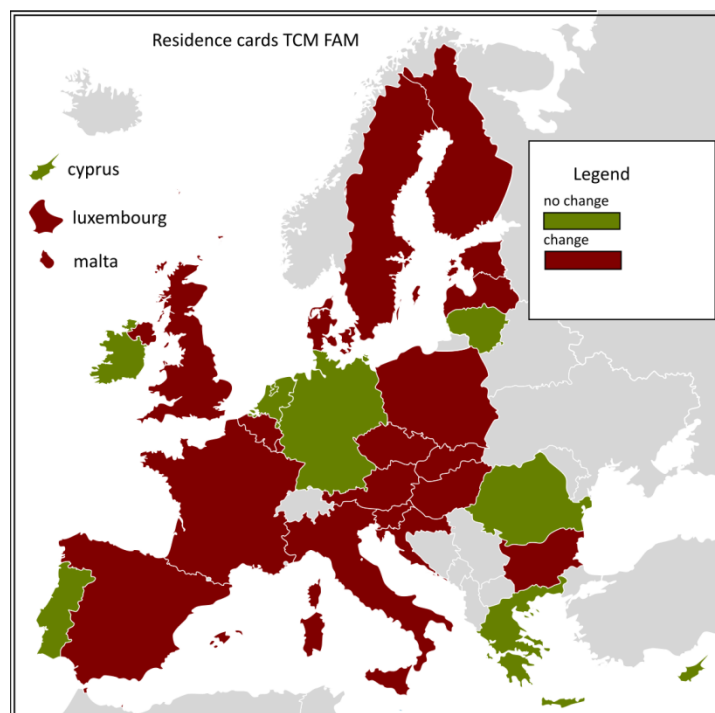 Residence cards TCM FAM
cyprus
luxembourg
malta
Legend
no change
change